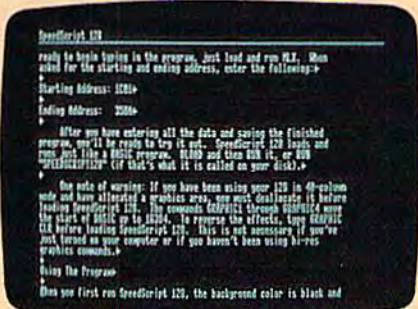 SpeedScript 128
ready to begin typing in the program, just load and run MLX. When
asked for the starting and ending address, enter the following:
Starting Address: 1C01
Ending Address:
After you have entering all the data and saving the finished
program, you'll be ready to try it out. SpeedScript 128 loads and
runs just like a BASIC program. DLOAD and then RUN it, or RUN
"SPEEDSCRIPT128" (if that's what it is called on your disk).
One note of warning: If you have been using your 128 in 40-column
mode and have allocated a graphics area, you must deallocate it before
loading SpeedScript 128. The commands GRAPHIC1 through GRAPHIC4 move
the start of BASIC up to 16384. To reverse the effects, type GRAPHIC
CLR before loading SpeedScript 128. This is not necessary if you've
just turned on your computer or if you haven't been using hi-res
graphics commands.
Using The Program
When you first run SpeedScript 128, the background color is black and